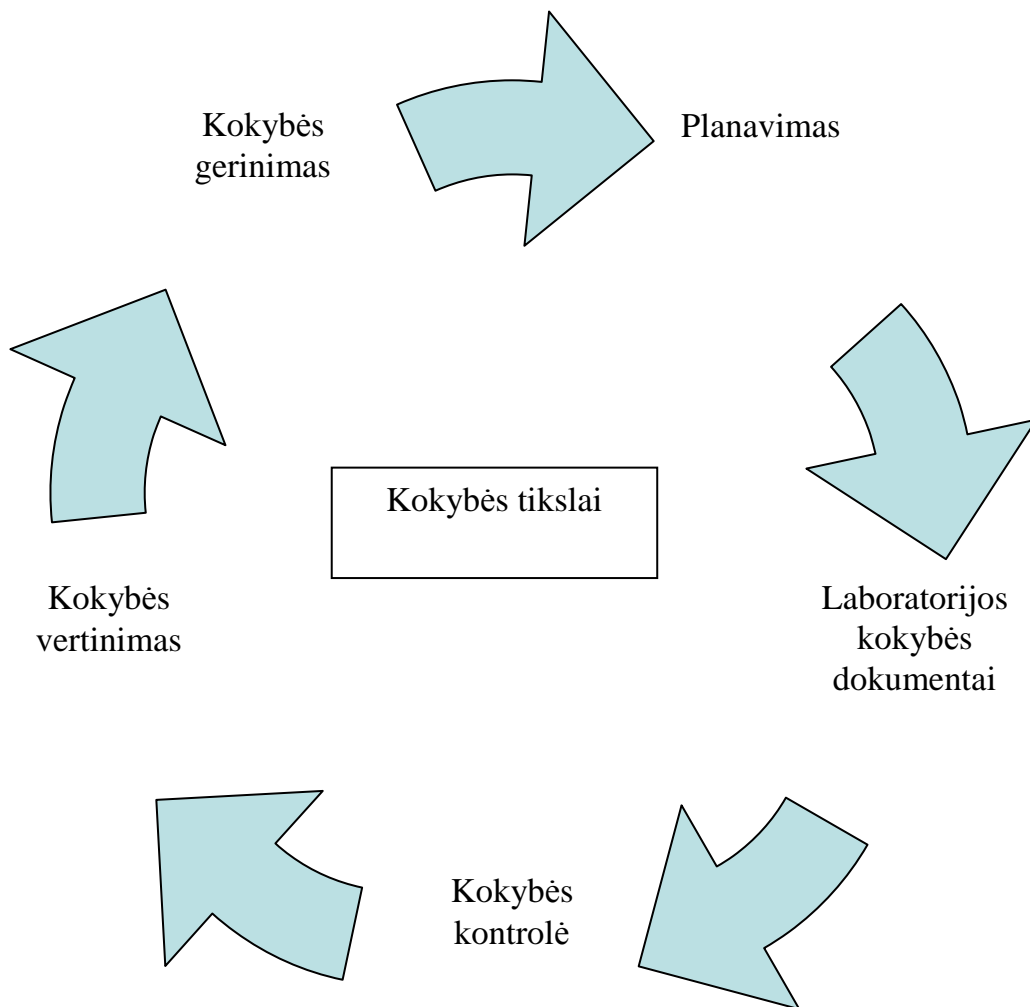 Kokybės
gerinimas
Planavimas
Kokybės tikslai
Kokybės
vertinimas
Laboratorijos
kokybės
dokumentai
Kokybės
kontrolė